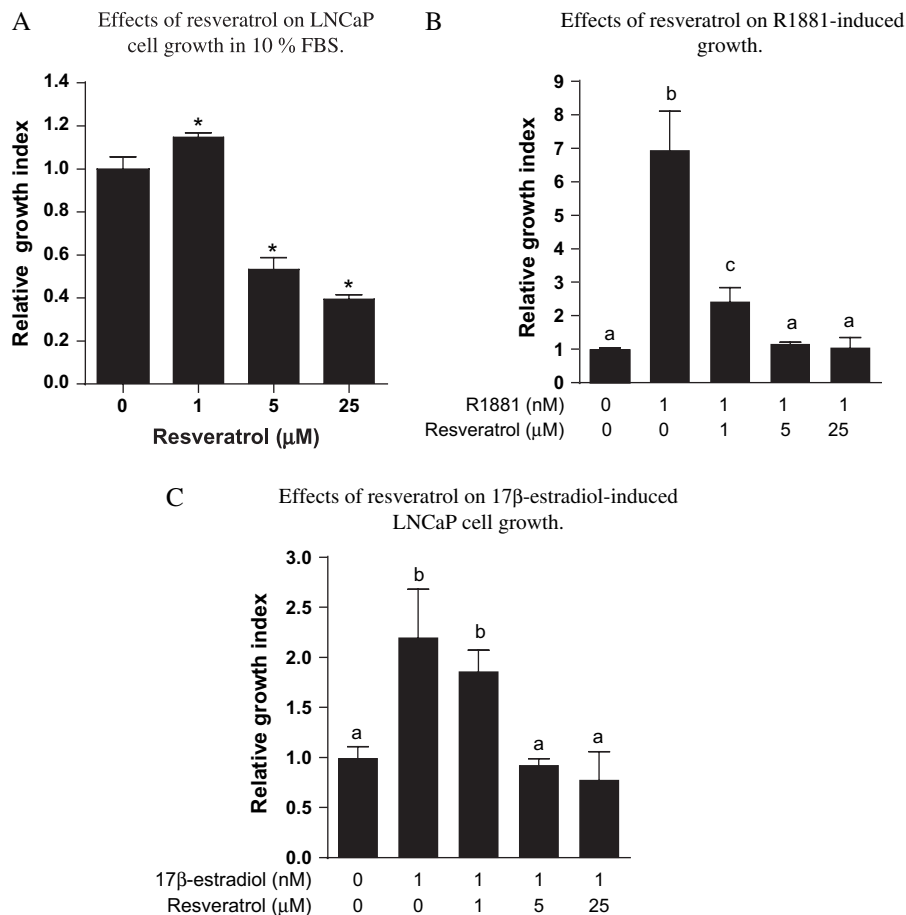 A
Effects of resveratrol on LNCaP
cell growth in 10 % FBS.
Relative growth index
1.4
1.2
1.0
0.8
0.6
0.4
0.2
0.0
*
*
*
0 1 5 25
Resveratrol (μM)
B
Effects of resveratrol on R1881-induced
growth.
Relative growth index
9
8
7
6
5
4
3
2
1
0
a b c a a
R1881 (nM) 0 1 1 1 1
Resveratrol (μM) 0 0 1 5 25
C
Effects of resveratrol on 17β-estradiol-induced
LNCaP cell growth.
Relative growth index
3.0
2.5
2.0
1.5
1.0
0.5
0.0
a b b a a
17β-estradiol (nM) 0 1 1 1 1
Resveratrol (μM) 0 0 1 5 25